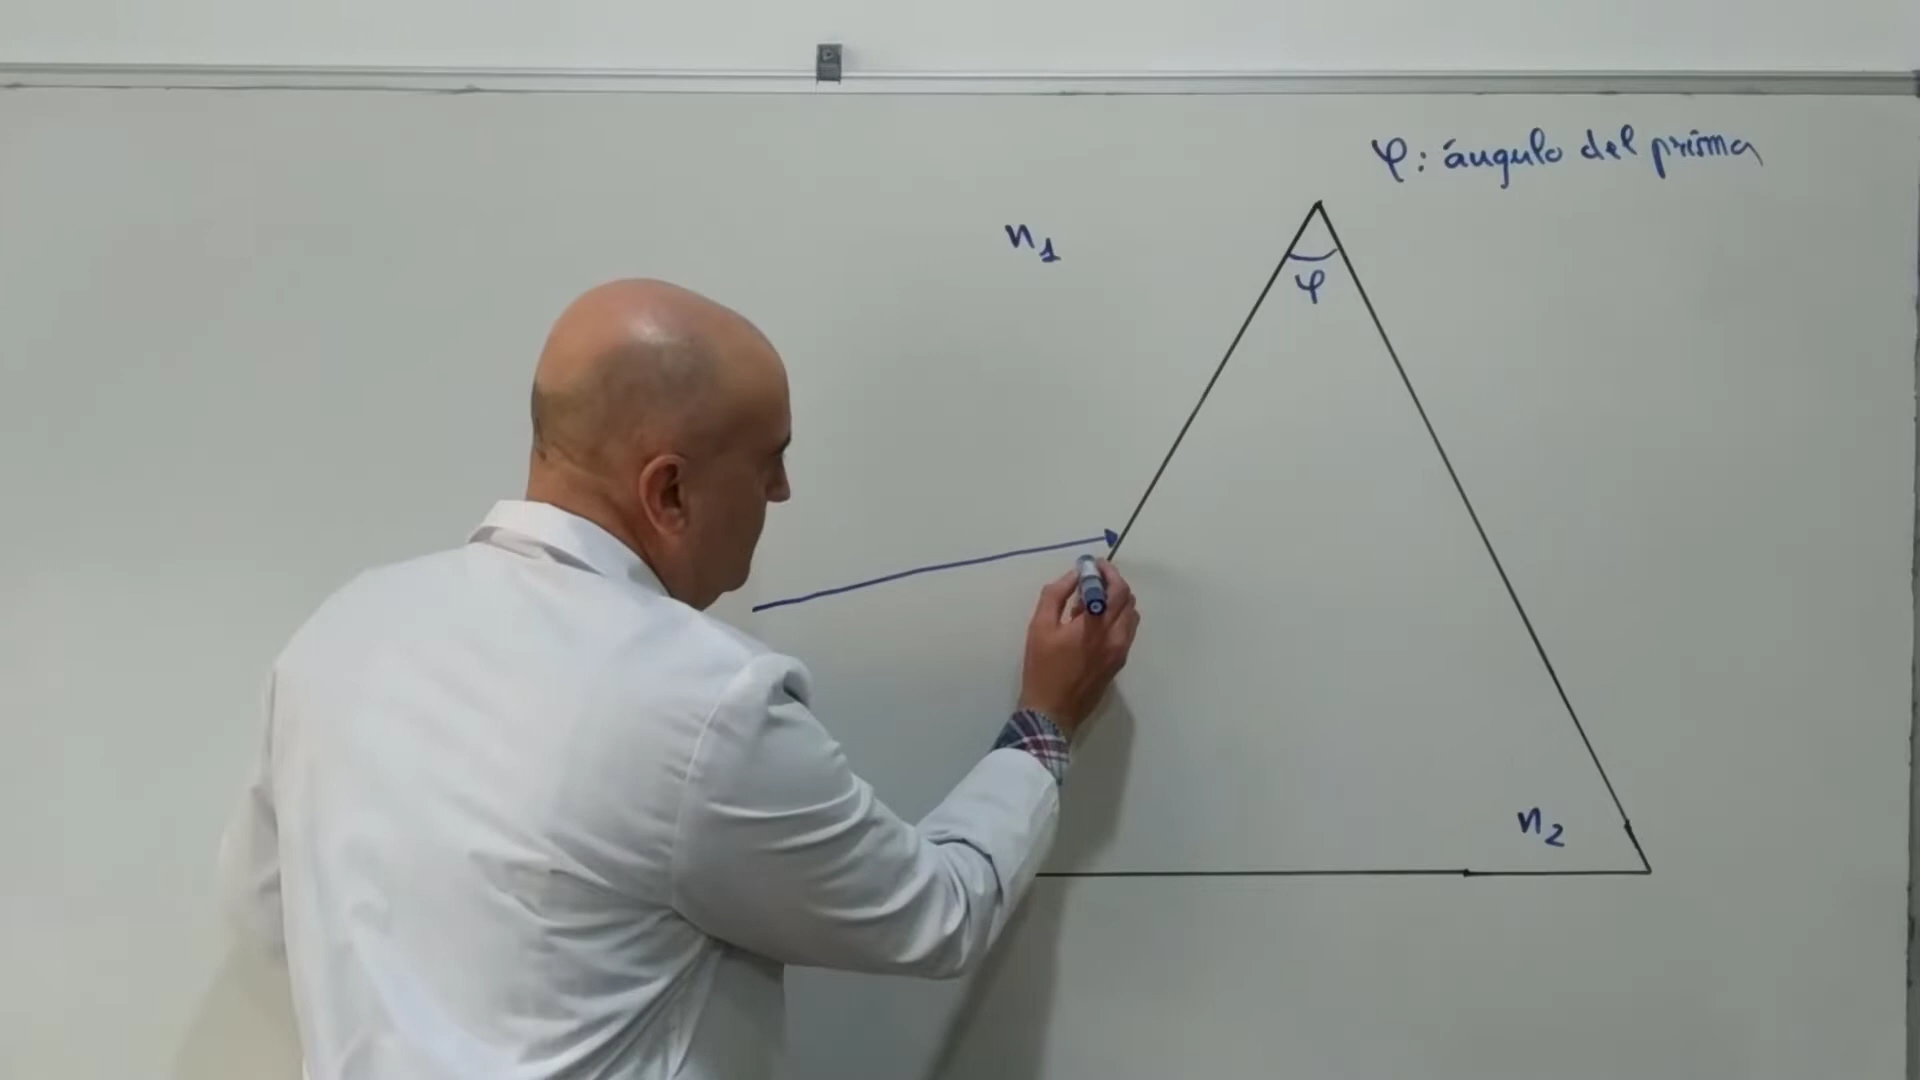 φ: ángulo del prisma
n₁
φ
n₂